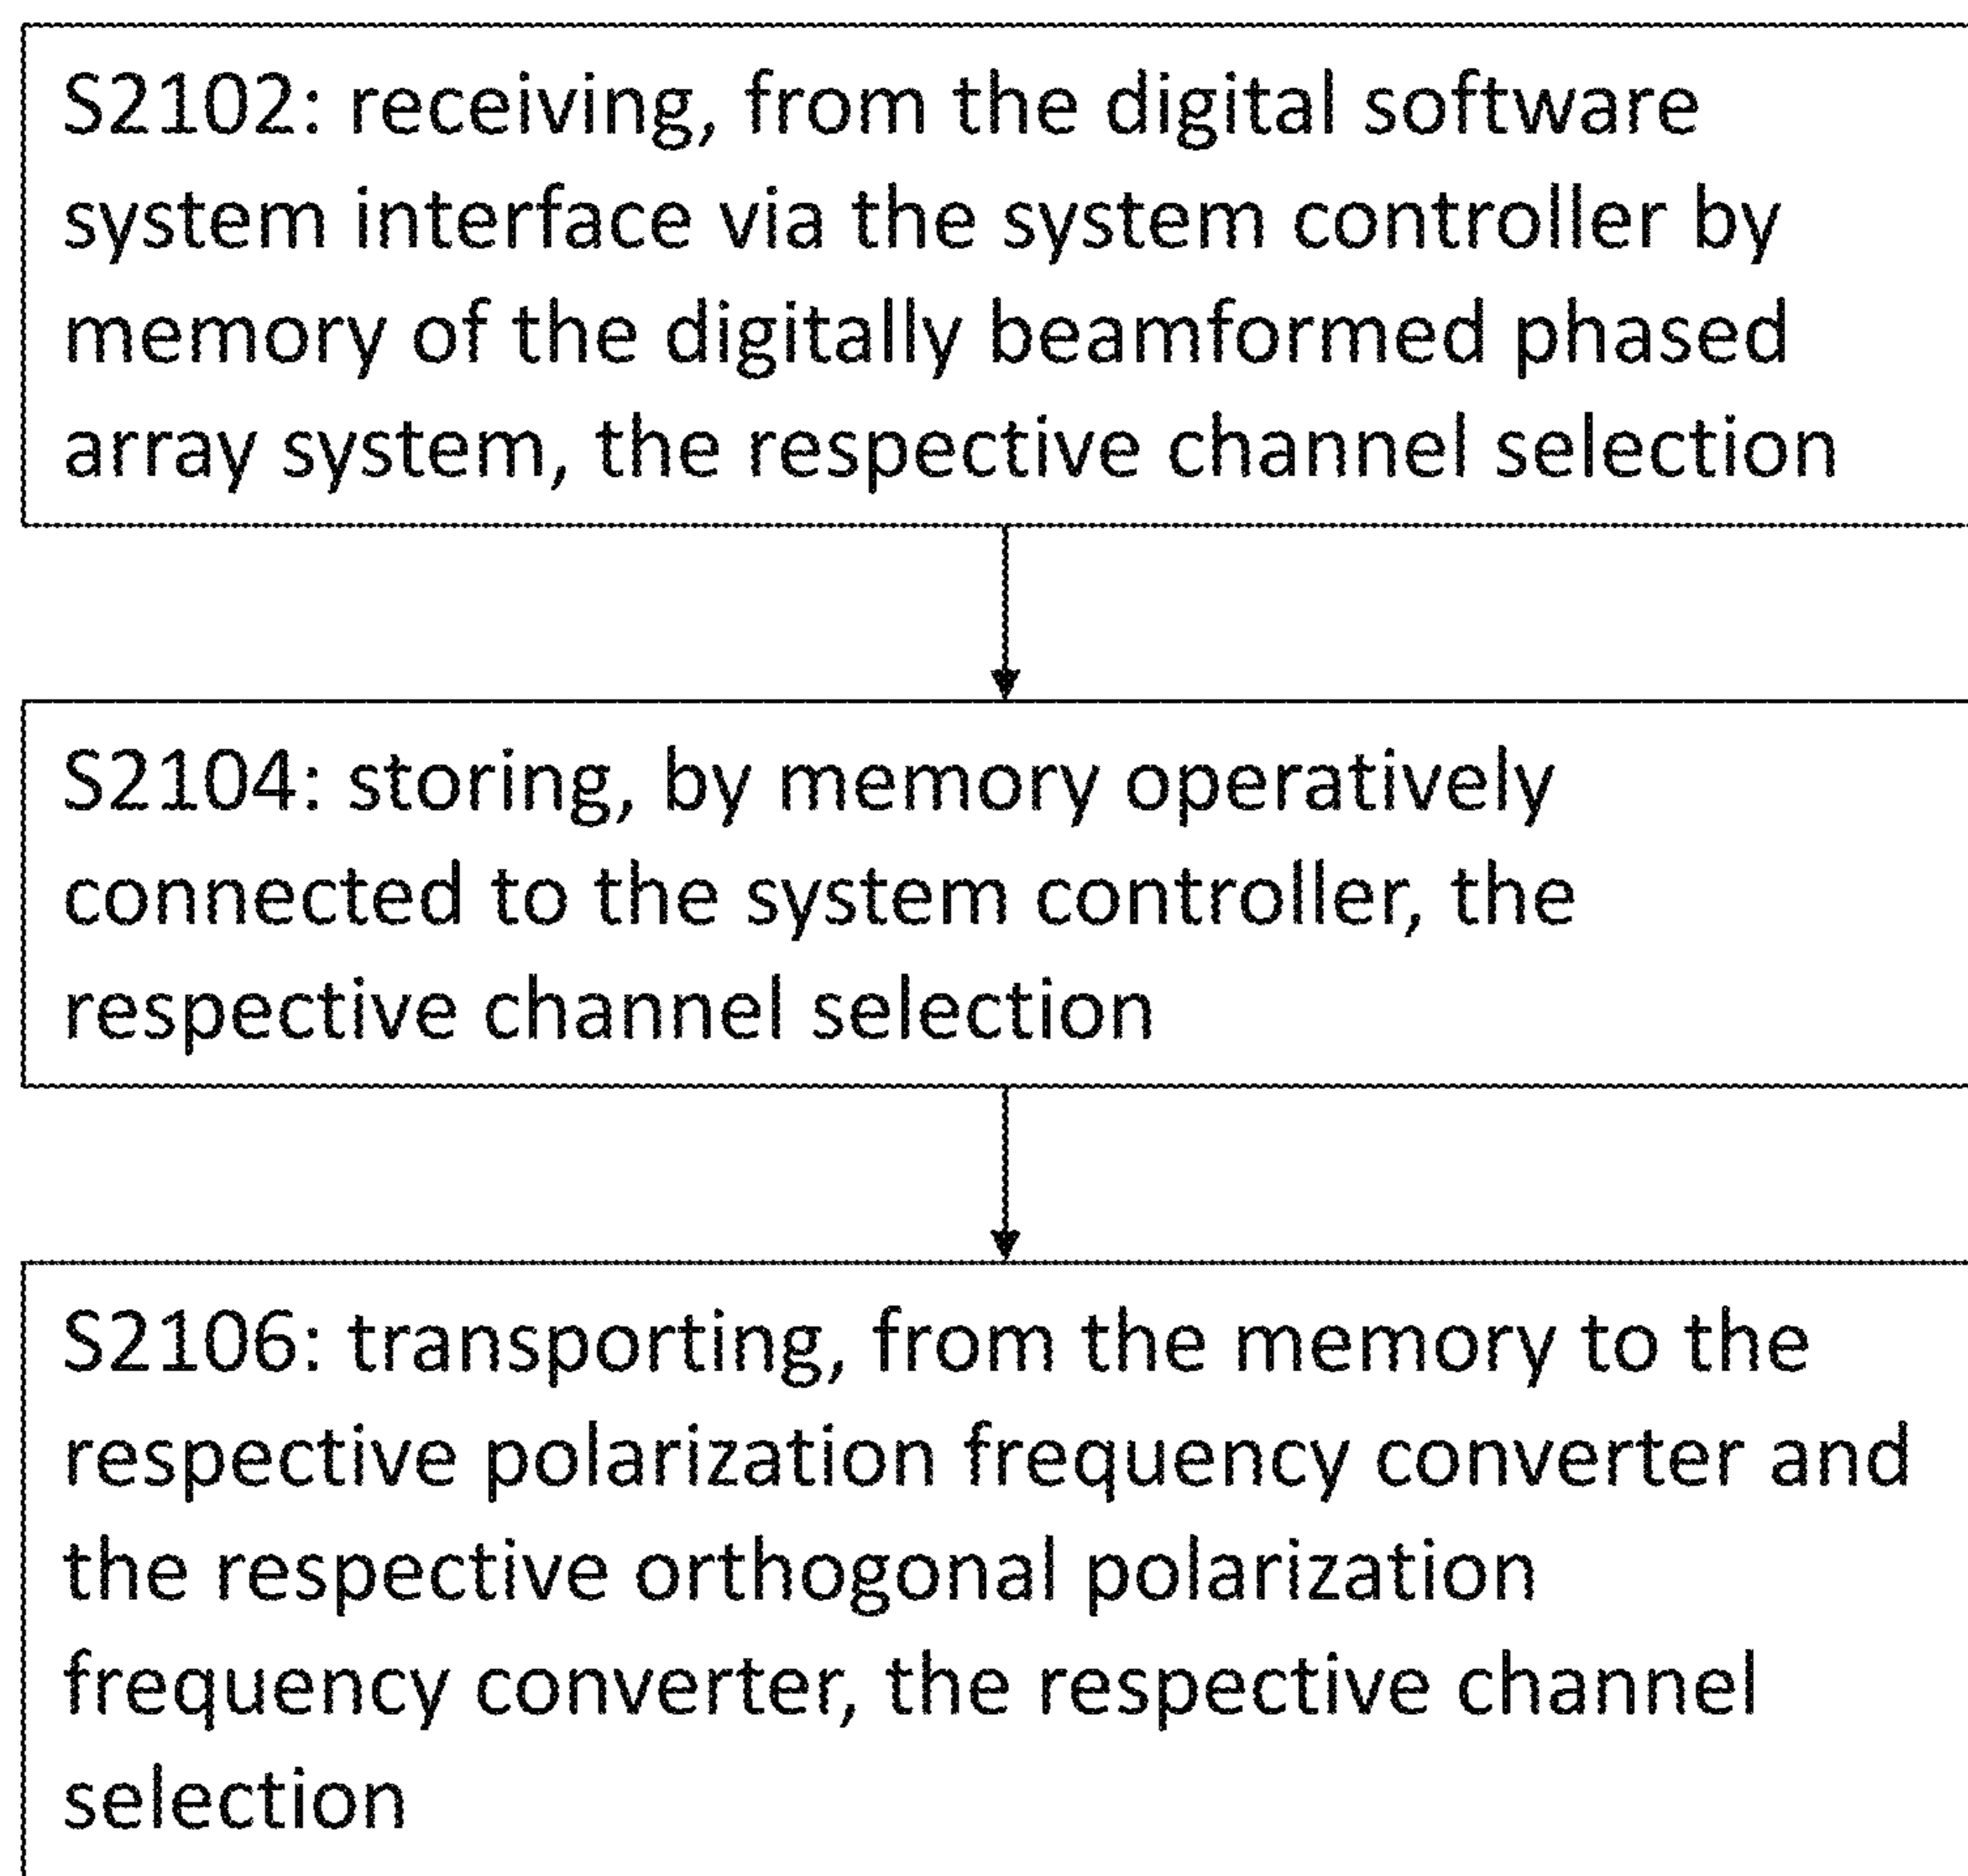 S2102: receiving, from the digital software
system interface via the system controller by
memory of the digitally beamformed phased
array system, the respective channel selection
S2104: storing, by memory operatively
connected to the system controller, the
respective channel selection
S2106: transporting, from the memory to the
respective polarization frequency converter and
the respective orthogonal polarization
frequency converter, the respective channel
selection